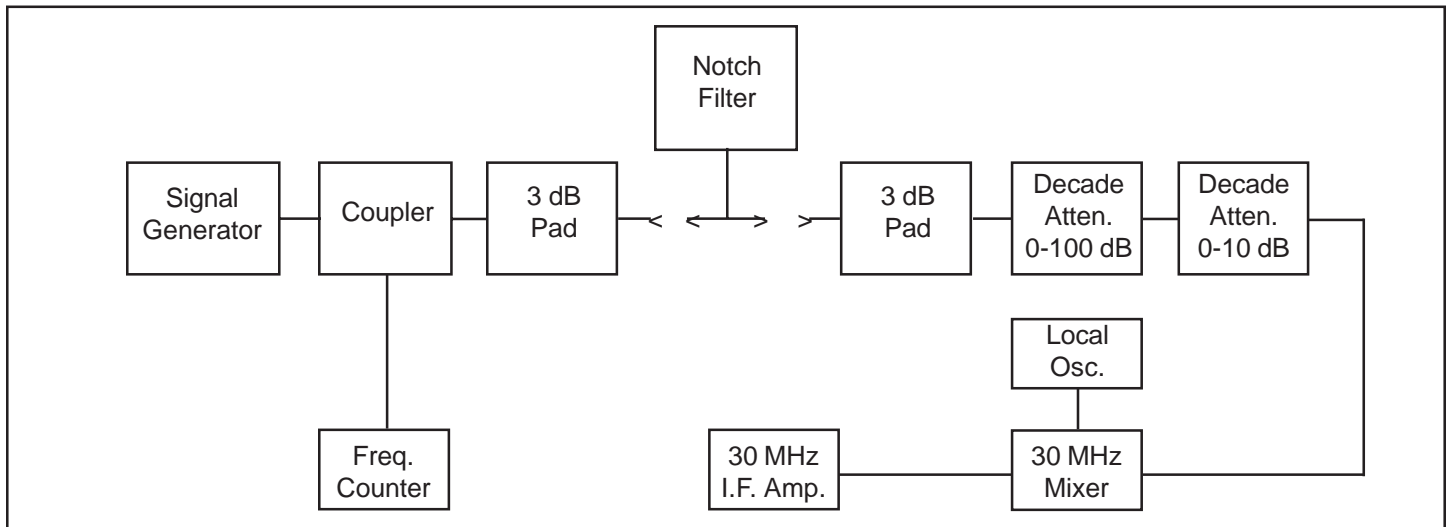 Notch
Filter
Signal
Generator
Coupler
3 dB
Pad
3 dB
Pad
Decade
Atten.
0-100 dB
Decade
Atten.
0-10 dB
Local
Osc.
Freq.
Counter
30 MHz
I.F. Amp.
30 MHz
Mixer